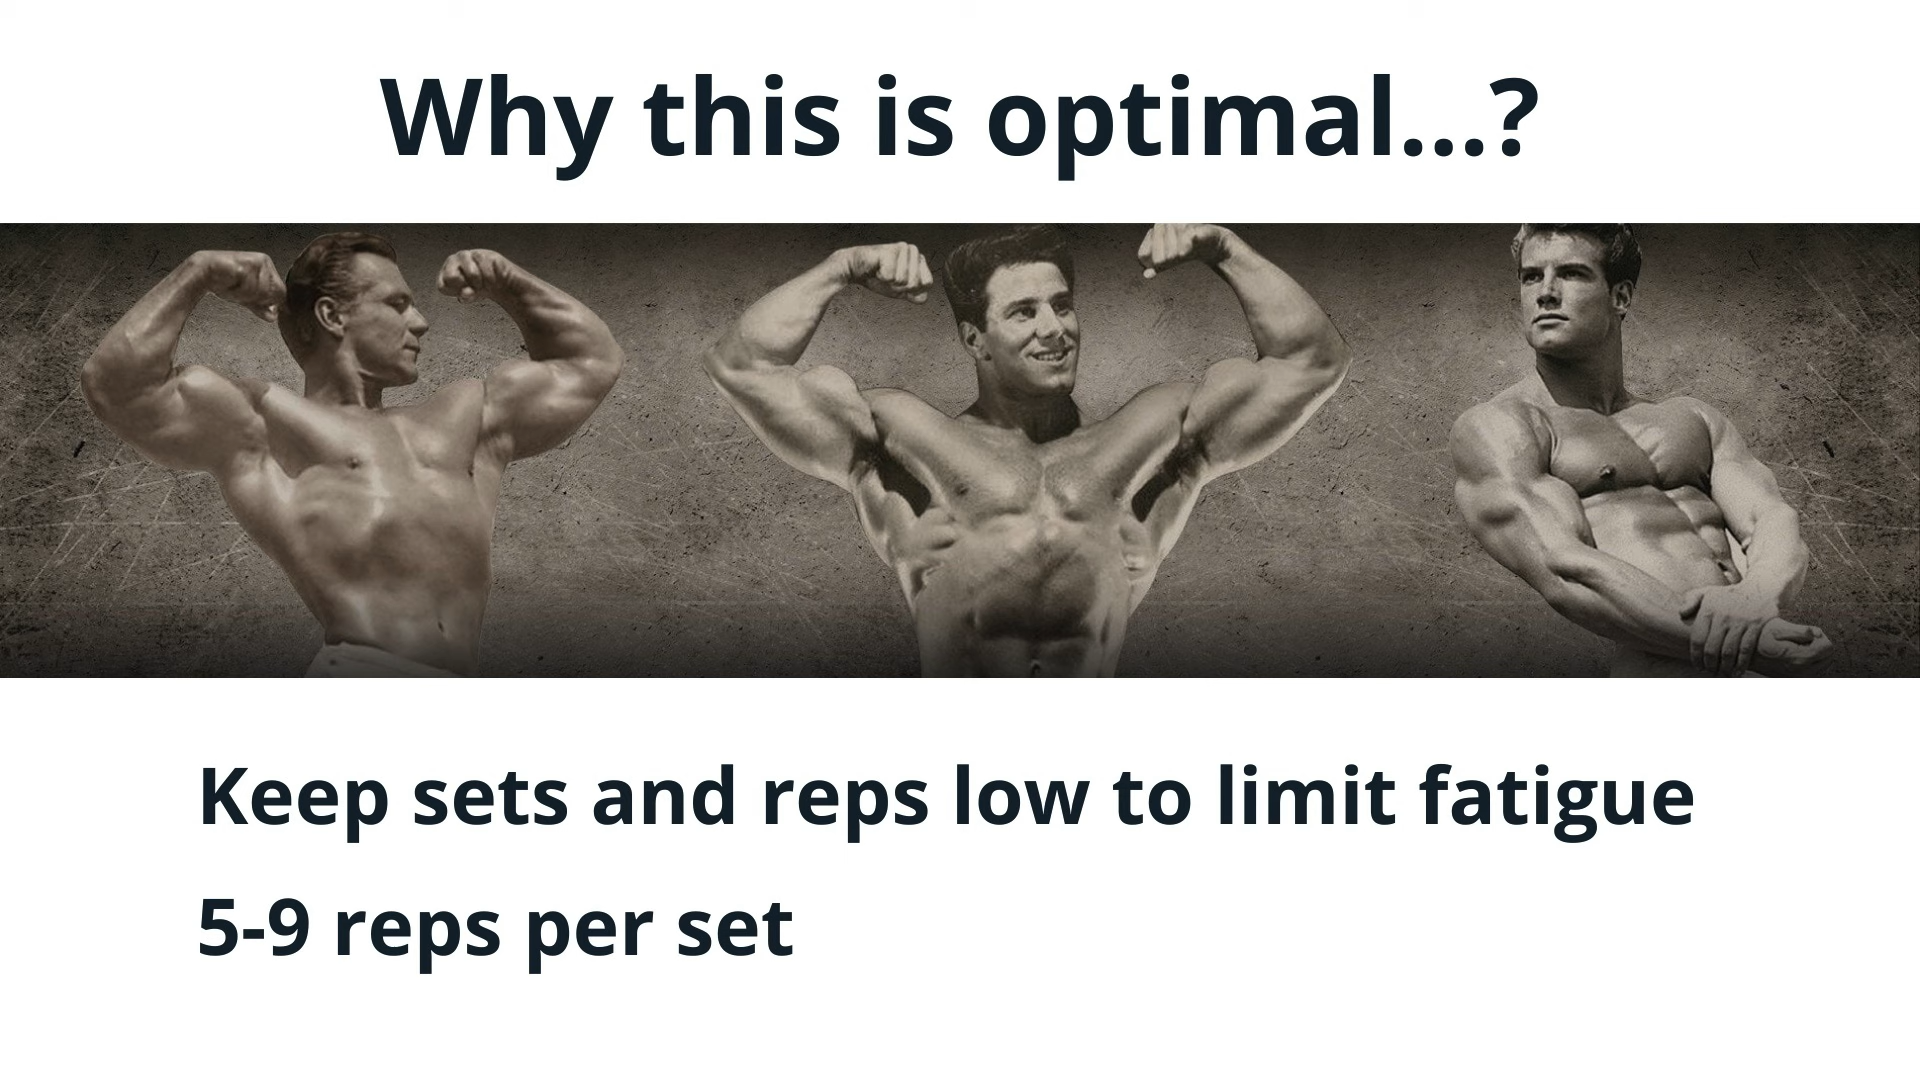 Why this is optimal...?
Keep sets and reps low to limit fatigue
5-9 reps per set